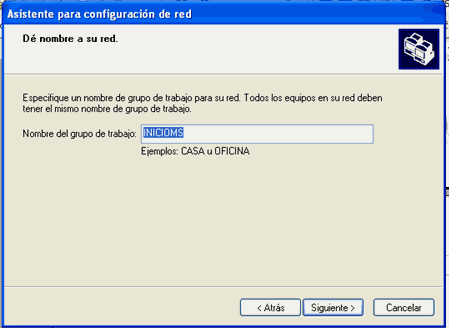 Asistente para configuración de red
Dé nombre a su red.
Especifique un nombre de grupo de trabajo para su red. Todos los equipos en su red deben
tener el mismo nombre de grupo de trabajo.
Nombre del grupo de trabajo: INICIOMS
Ejemplos: CASA u OFICINA
< Atrás Siguiente > Cancelar